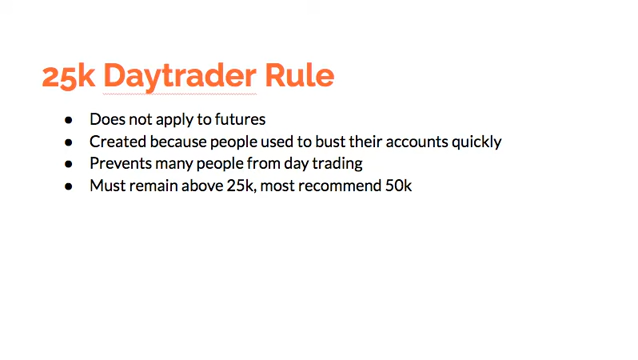 25k Daytrader Rule
● Does not apply to futures
● Created because people used to bust their accounts quickly
● Prevents many people from day trading
● Must remain above 25k, most recommend 50k